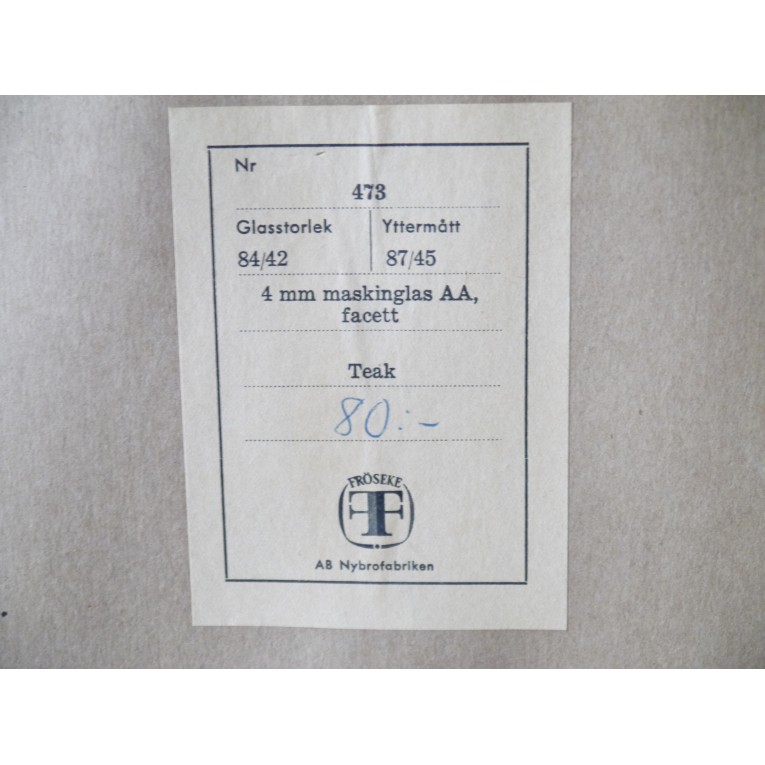 Nr
473
Glasstorlek Yttermått
84/42 87/45
4 mm maskinglas AA,
facett
Teak
80:-
FRÖSEKE
F
AB Nybrofabriken